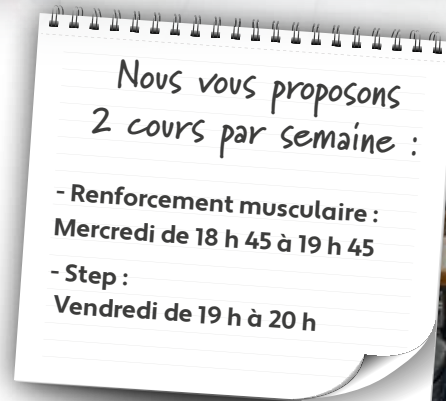 Nous vous proposons
2 cours par semaine :
- Renforcement musculaire :
Mercredi de 18 h 45 à 19 h 45
- Step :
Vendredi de 19 h à 20 h